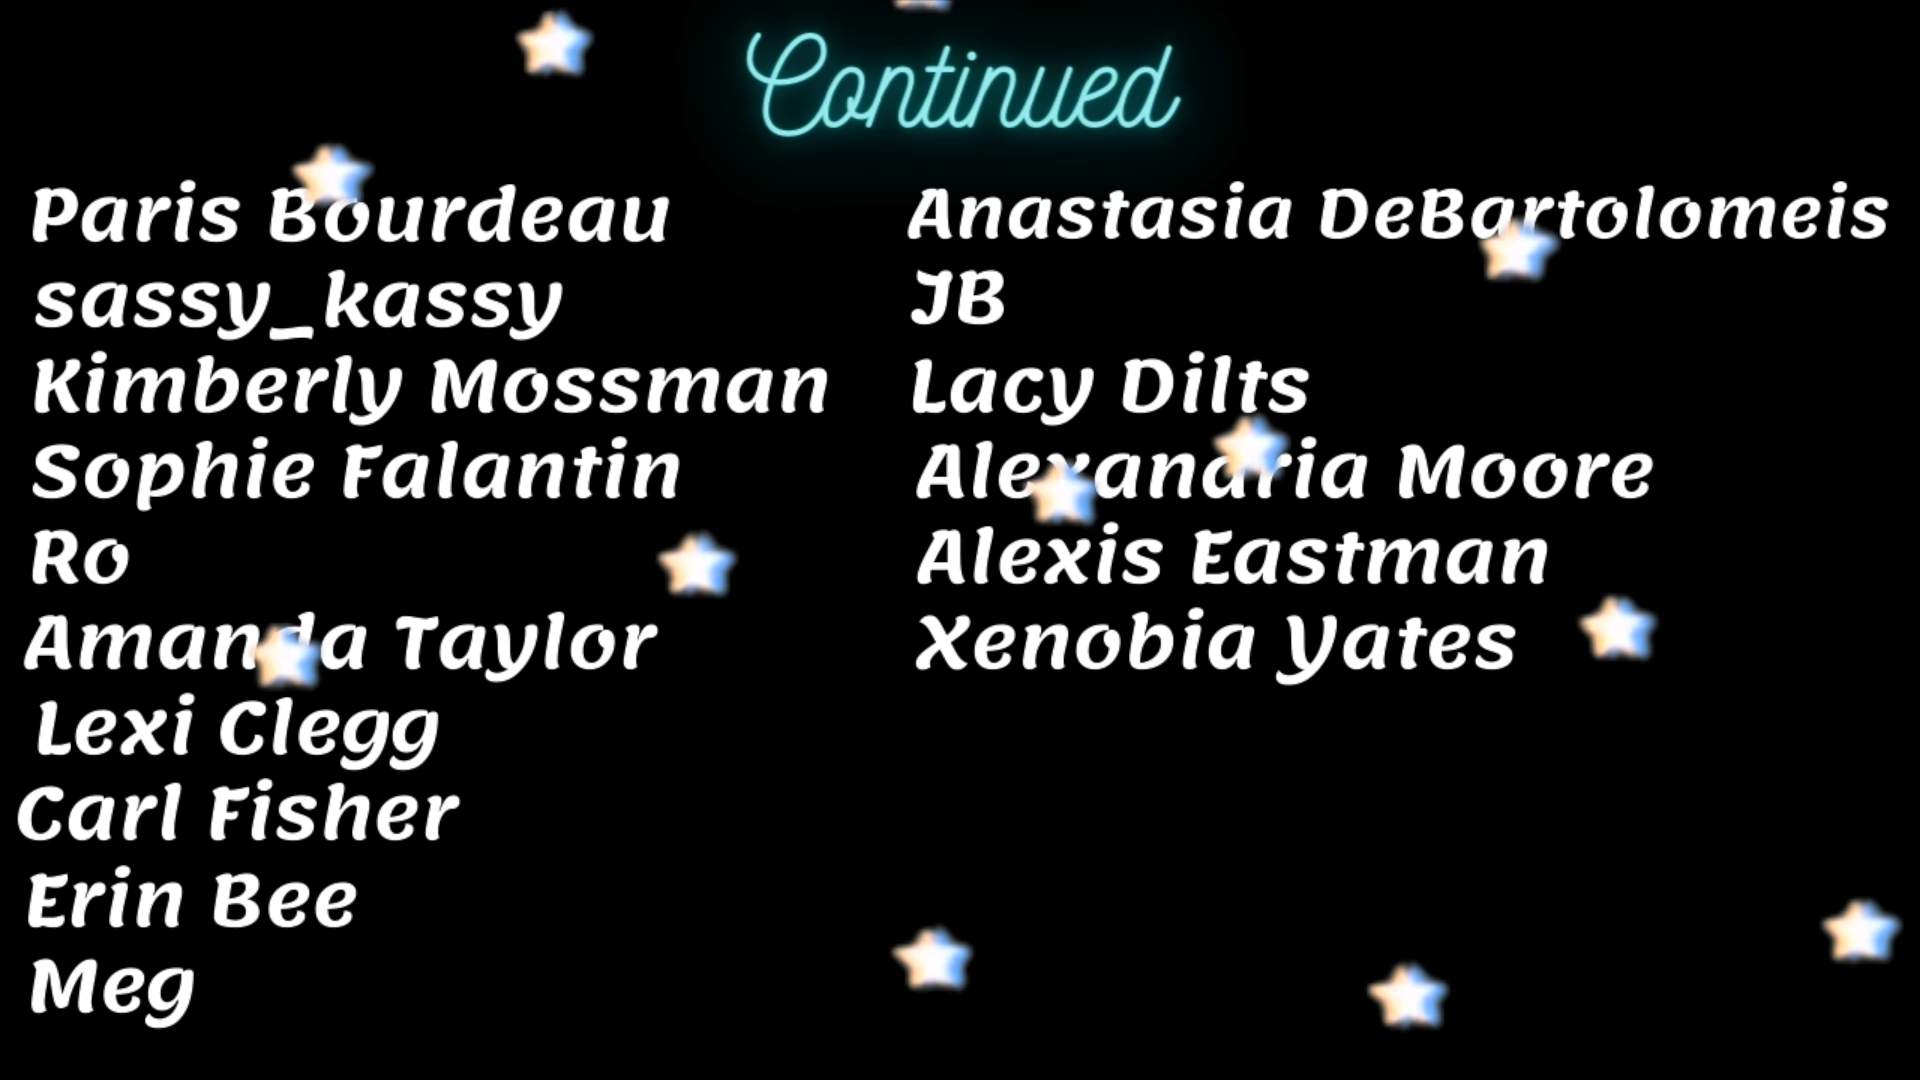 Continued
Paris Bourdeau
sassy_kassy
Kimberly Mossman
Sophie Falantin
Ro
Amanda Taylor
Lexi Clegg
Carl Fisher
Erin Bee
Meg
Anastasia DeBartolomeis
JB
Lacy Dilts
Alexandria Moore
Alexis Eastman
Xenobia Yates